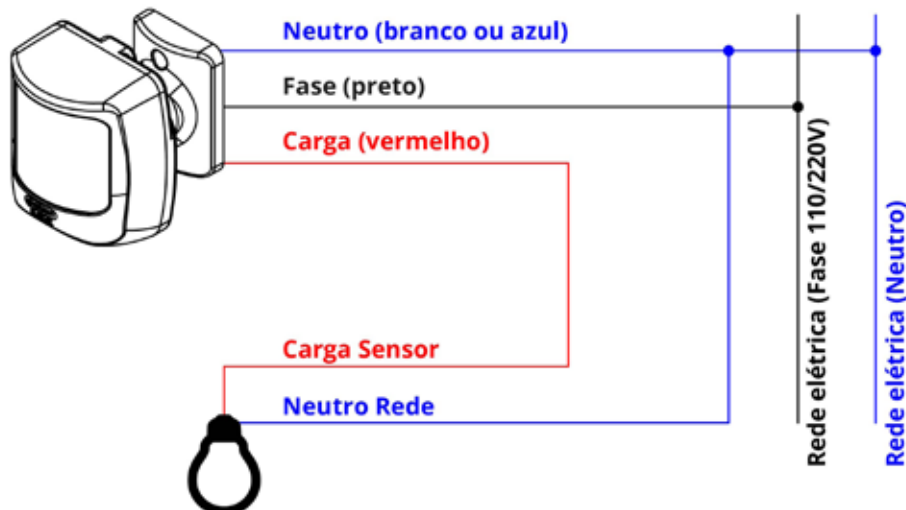 Neutro (branco ou azul)
Fase (preto)
Carga (vermelho)
Carga Sensor
Neutro Rede
Rede elétrica (Fase 110/220V)
Rede elétrica (Neutro)